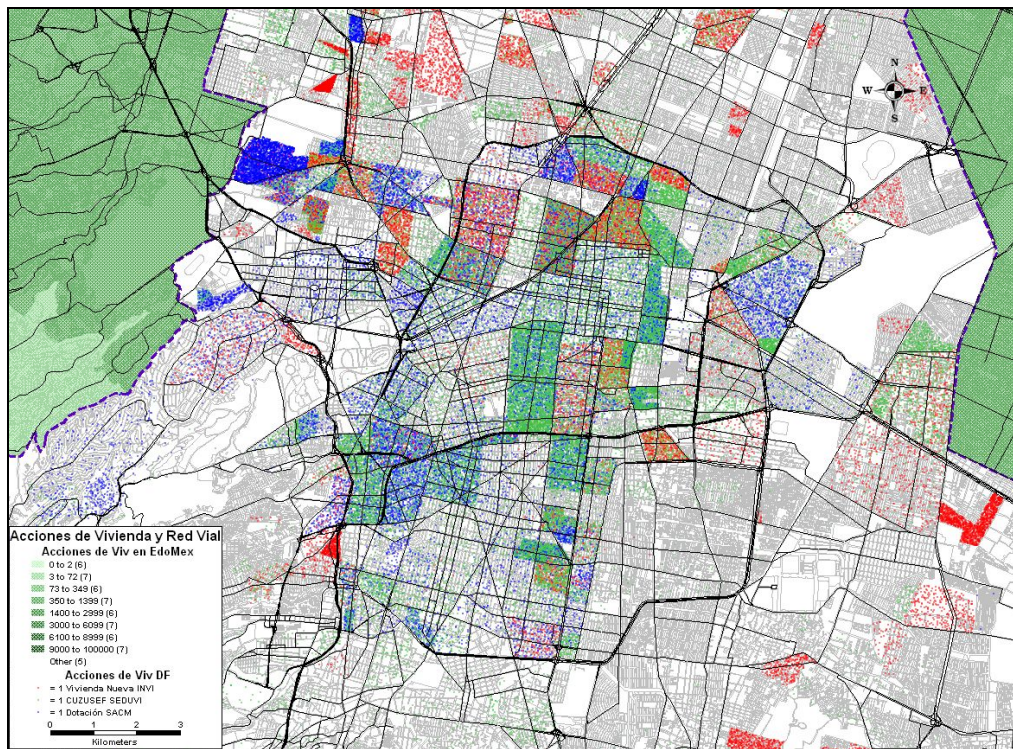 N
W E
S
Acciones de Vivienda y Red Vial
Acciones de Viv en EdoMex
0 to 2 (6)
3 to 72 (7)
73 to 349 (6)
350 to 1399 (7)
1400 to 2999 (6)
3000 to 6099 (7)
6100 to 8999 (6)
9000 to 100000 (7)
Other (5)
Acciones de Viv DF
= 1 Vivienda Nueva INVI
= 1 CUZUSEF SEDUVI
= 1 Dotación SACM
0 1 2 3
Kilometers